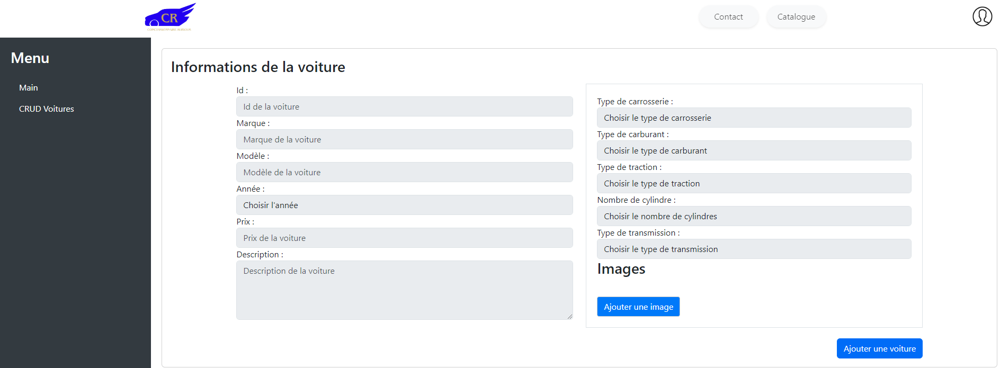 CR
CONCESSIONNAIRE RUBIOUS
Contact
Catalogue
Menu
Main
CRUD Voitures
Informations de la voiture
Id :
Id de la voiture
Marque :
Marque de la voiture
Modèle :
Modèle de la voiture
Année :
Choisir l'année
Prix :
Prix de la voiture
Description :
Description de la voiture
Type de carrosserie :
Choisir le type de carrosserie
Type de carburant :
Choisir le type de carburant
Type de traction :
Choisir le type de traction
Nombre de cylindre :
Choisir le nombre de cylindres
Type de transmission :
Choisir le type de transmission
Images
Ajouter une image
Ajouter une voiture